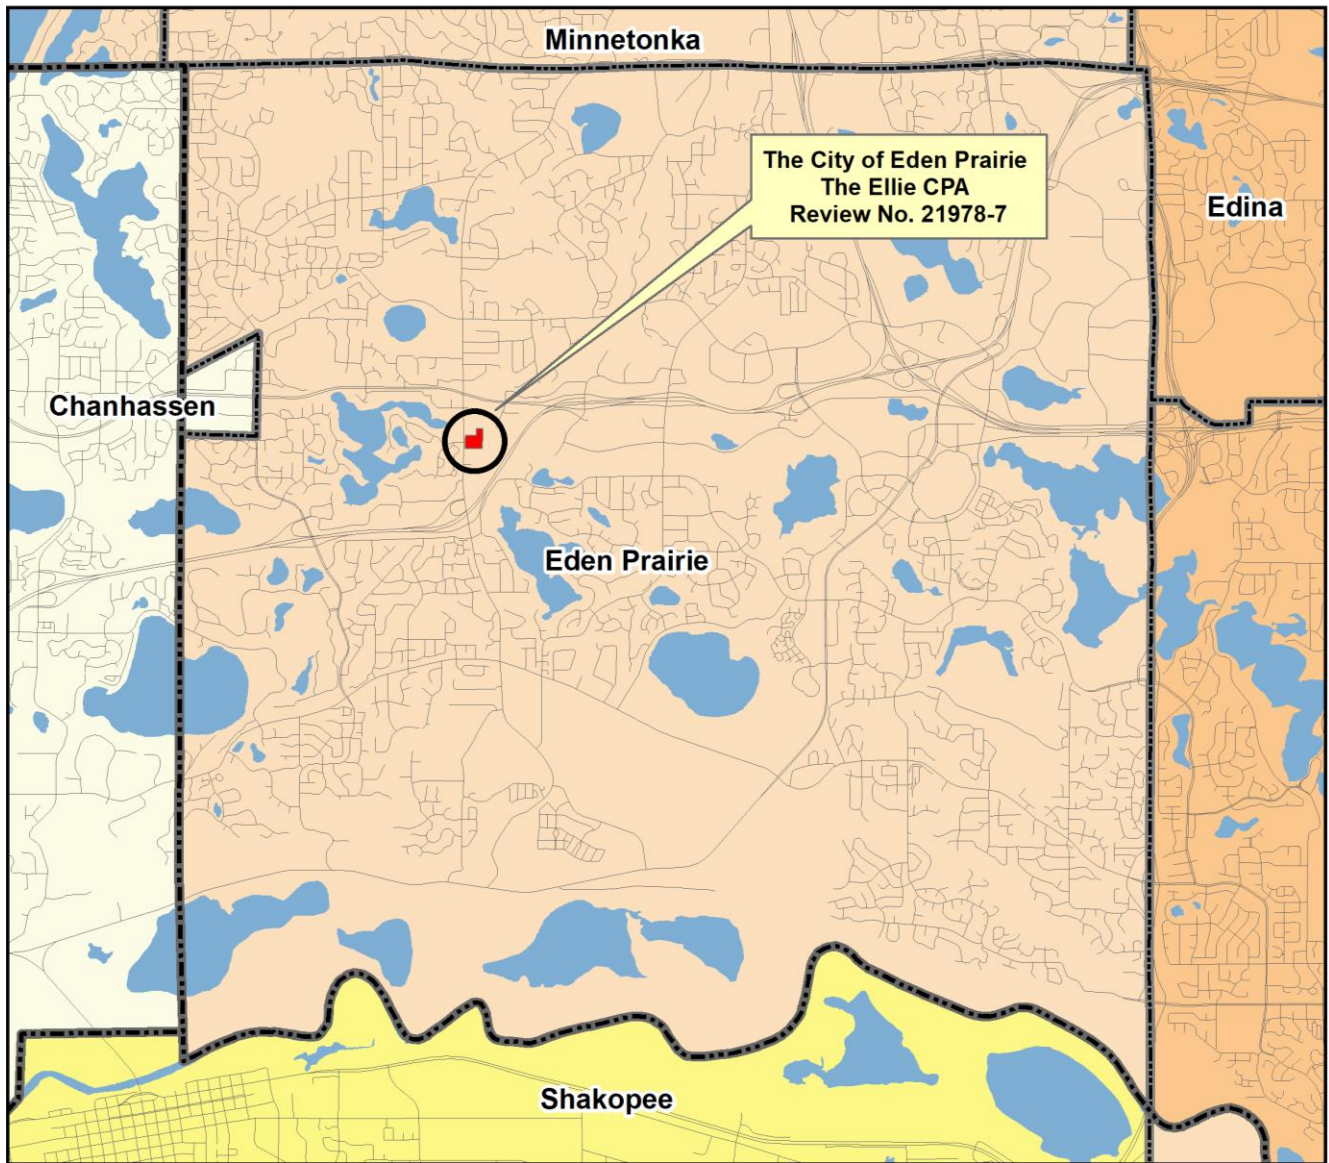 Minnetonka
The City of Eden Prairie
The Ellie CPA
Review No. 21978-7
Edina
Chanhassen
Eden Prairie
Shakopee